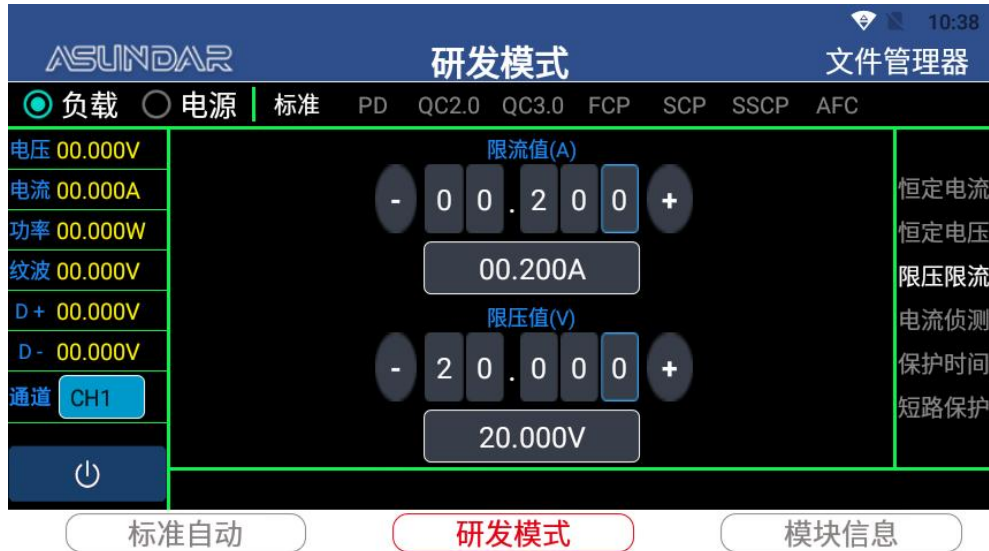 10:38
ASUNDAR 研发模式 文件管理器
负载 电源 标准 PD QC2.0 QC3.0 FCP SCP SSCP AFC
电压 00.000V
电流 00.000A
功率 00.000W
纹波 00.000V
D+ 00.000V
D- 00.000V
通道 CH1
限流值(A)
- 0 0 . 2 0 0 +
00.200A
限压值(V)
- 2 0 . 0 0 0 +
20.000V
恒定电流
恒定电压
限压限流
电流侦测
保护时间
短路保护
标准自动 研发模式 模块信息